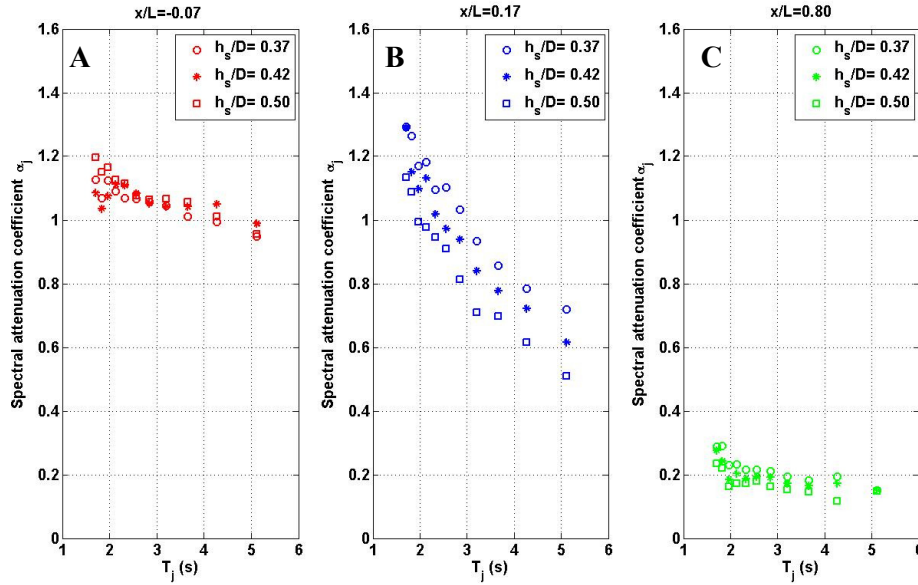 x/L=-0.07
A
h_s/D= 0.37
h_s/D= 0.42
h_s/D= 0.50
Spectral attenuation coefficient α_j
1.6
1.4
1.2
1
0.8
0.6
0.4
0.2
0
1 2 3 4 5 6
T_j (s)
x/L=0.17
B
h_s/D= 0.37
h_s/D= 0.42
h_s/D= 0.50
Spectral attenuation coefficient α_j
1.6
1.4
1.2
1
0.8
0.6
0.4
0.2
0
1 2 3 4 5 6
T_j (s)
x/L=0.80
C
h_s/D= 0.37
h_s/D= 0.42
h_s/D= 0.50
Spectral attenuation coefficient α_j
1.6
1.4
1.2
1
0.8
0.6
0.4
0.2
0
1 2 3 4 5 6
T_j (s)